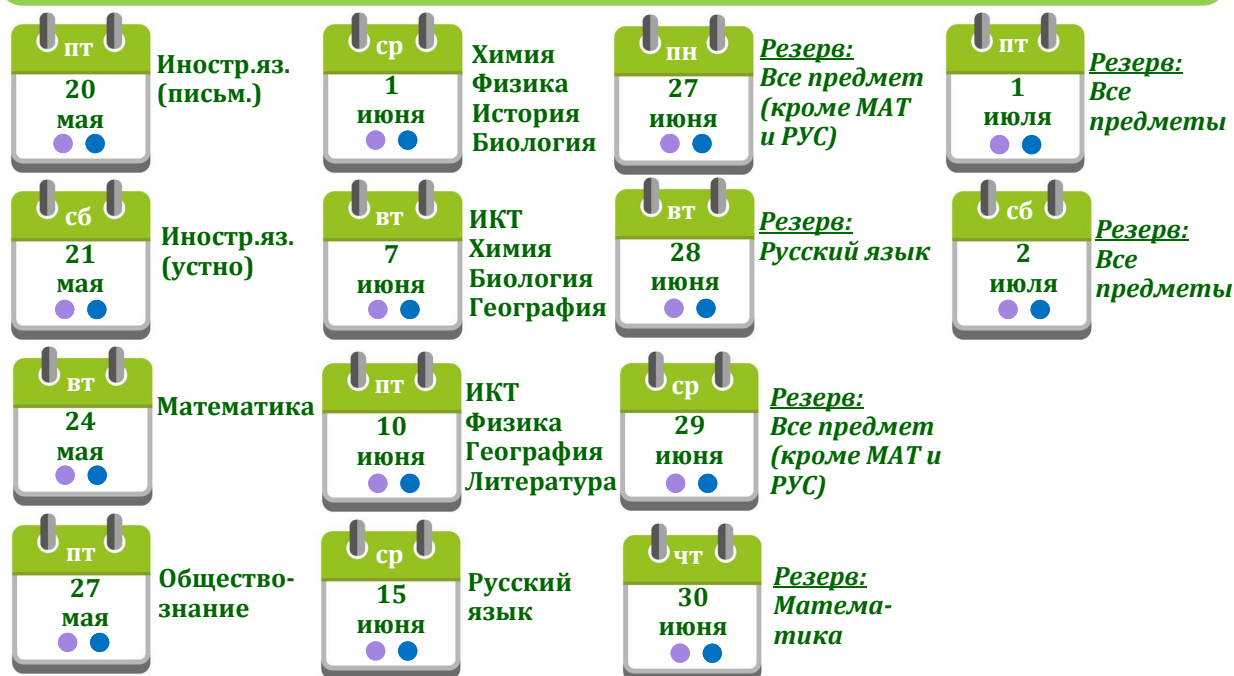 пт
20
мая
Иностр.яз.
(письм.)
сб
21
мая
Иностр.яз.
(устно)
вт
24
мая
Математика
пт
27
мая
Общество-
знание
ср
1
июня
Химия
Физика
История
Биология
вт
7
июня
ИКТ
Химия
Биология
География
пт
10
июня
ИКТ
Физика
География
Литература
ср
15
июня
Русский
язык
пн
27
июня
Резерв:
Все предмет
(кроме МАТ
и РУС)
вт
28
июня
Резерв:
Русский язык
ср
29
июня
Резерв:
Все предмет
(кроме МАТ и
РУС)
чт
30
июня
Резерв:
Матема-
тика
пт
1
июля
Резерв:
Все
предметы
сб
2
июля
Резерв:
Все
предметы